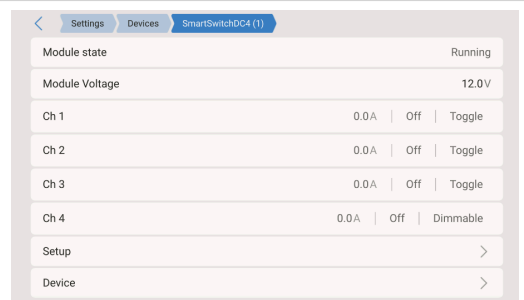 Settings Devices SmartSwitchDC4 (1)
Module state Running
Module Voltage 12.0V
Ch 1 0.0A | Off | Toggle
Ch 2 0.0A | Off | Toggle
Ch 3 0.0A | Off | Toggle
Ch 4 0.0A | Off | Dimmable
Setup
Device